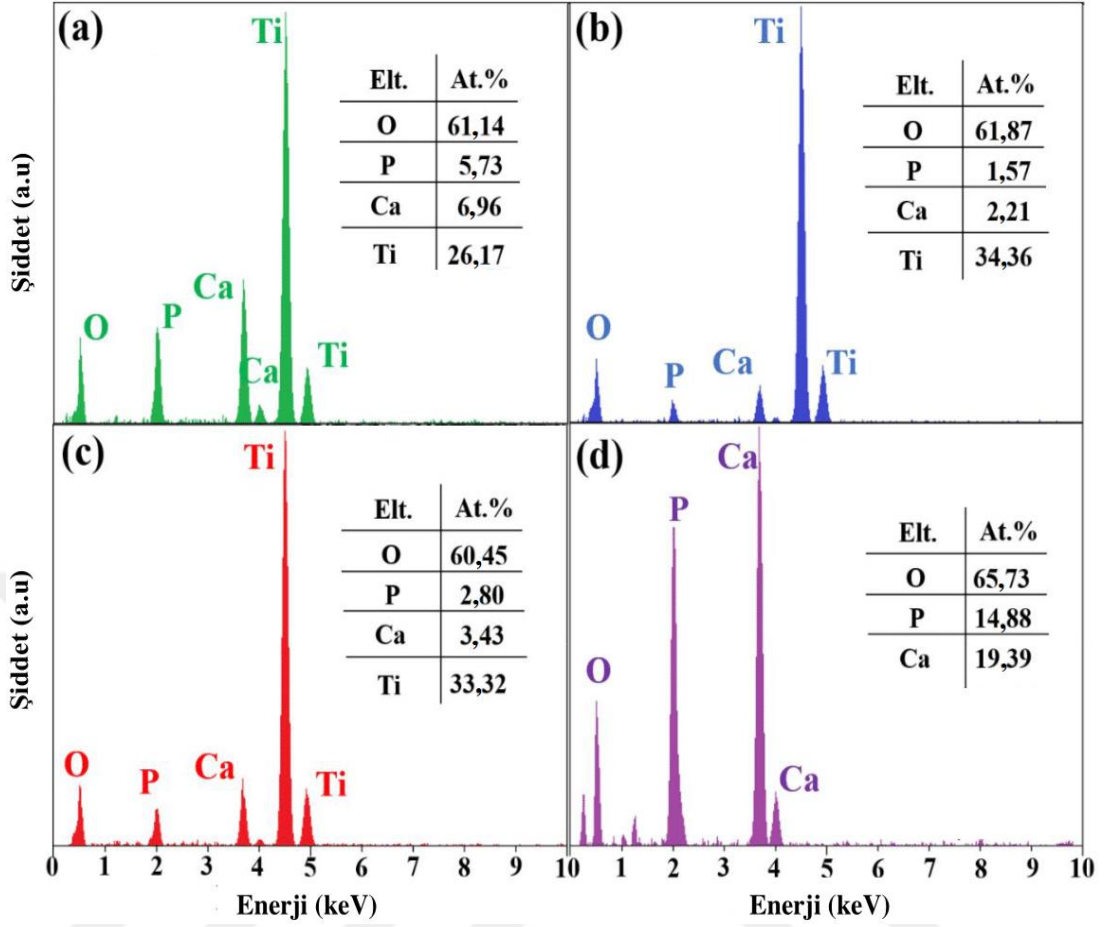 (a)
Ti
Elt. At.%
O 61,14
P 5,73
Ca 6,96
Ti 26,17
Ca
P
O
Ca
Ti
Şiddet (a.u)
(b)
Ti
Elt. At.%
O 61,87
P 1,57
Ca 2,21
Ti 34,36
O
P
Ca
Ti
(c)
Ti
Elt. At.%
O 60,45
P 2,80
Ca 3,43
Ti 33,32
O
P
Ca
Ti
Şiddet (a.u)
0 1 2 3 4 5 6 7 8 9 10
Enerji (keV)
(d)
Ca
P
Elt. At.%
O 65,73
P 14,88
Ca 19,39
O
Ca
1 2 3 4 5 6 7 8 9 10
Enerji (keV)